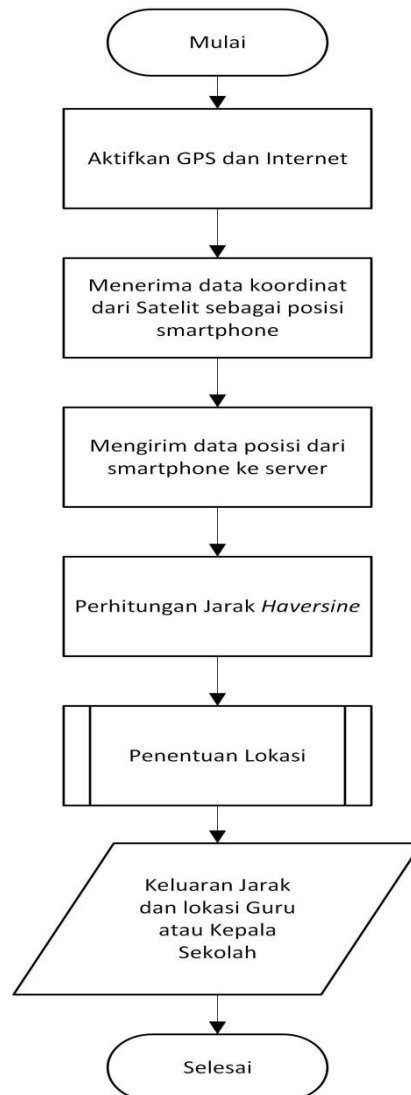 Mulai
Aktifkan GPS dan Internet
Menerima data koordinat
dari Satelit sebagai posisi
smartphone
Mengirim data posisi dari
smartphone ke server
Perhitungan Jarak Haversine
Penentuan Lokasi
Keluaran Jarak
dan lokasi Guru
atau Kepala
Sekolah
Selesai